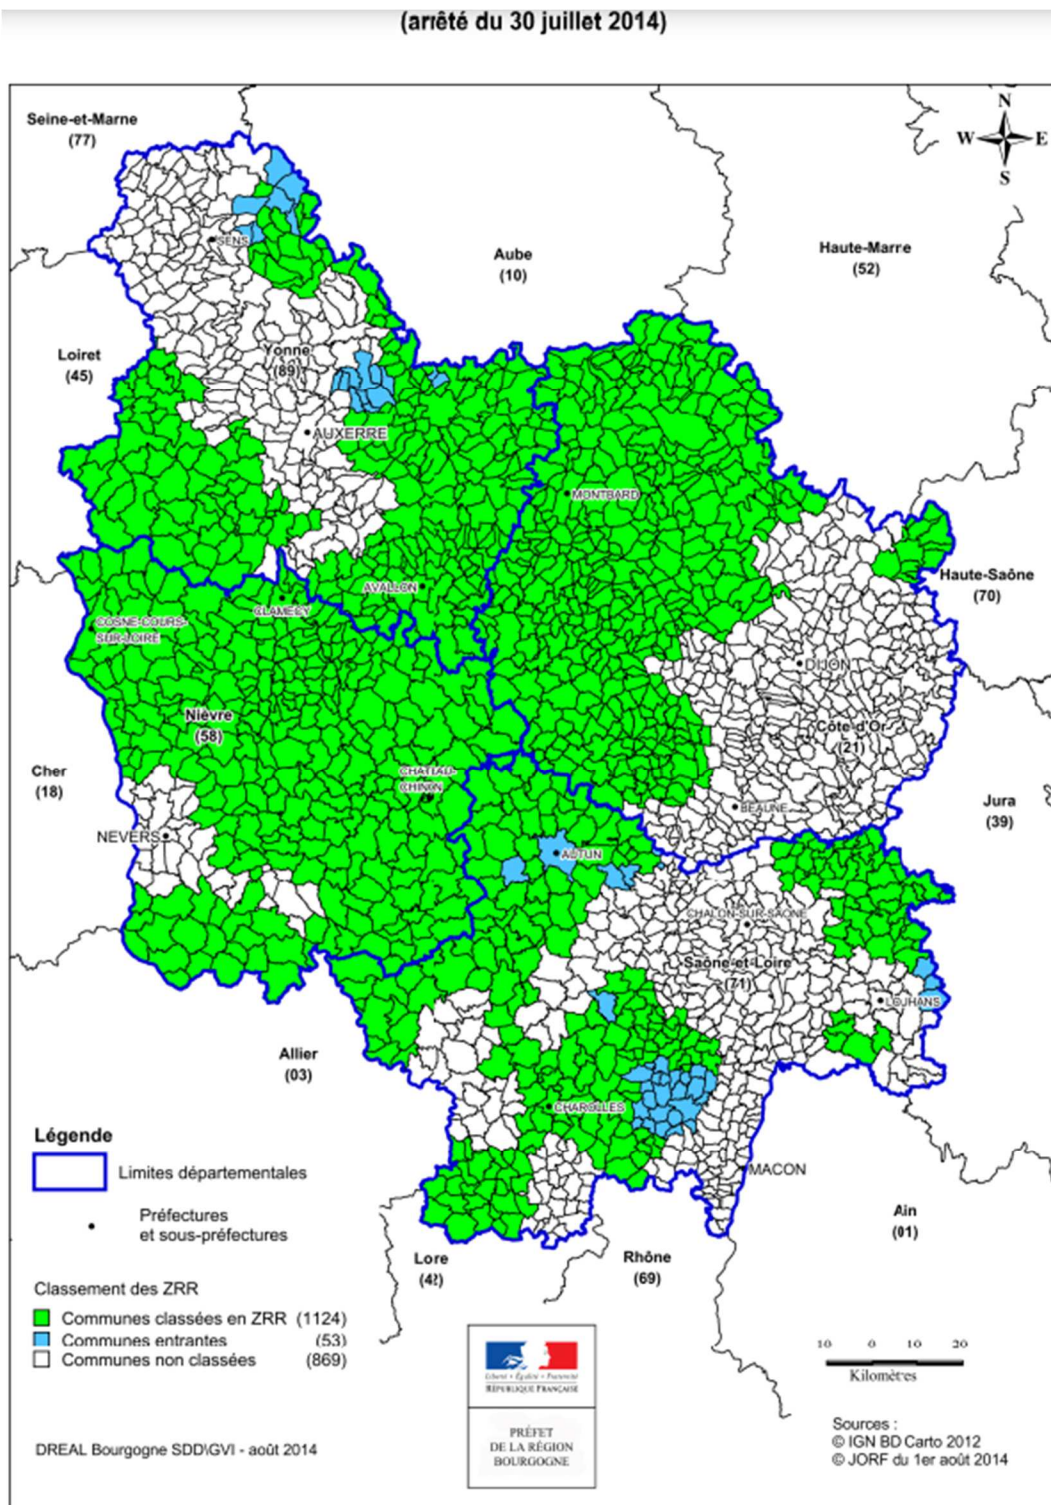 (arrêté du 30 juillet 2014)
Seine-et-Marne
(77)
N
W
E
S
Aube
(10)
Haute-Marre
(52)
SENS
Loiret
(45)
Yonne
(89)
AUXERRE
MONTBARD
AVALLON
Haute-Saône
(70)
CLAMECY
COSNE-COURS-
SUR-LOIRE
DIJON
Nièvre
(58)
Côte-d'Or
(21)
Cher
(18)
CHATEAU-
CHINON
Jura
(39)
BEAUNE
NEVERS
AUTUN
CHALON-SUR-SAONE
Saône-et-Loire
(71)
LOUHANS
Allier
(03)
CHAROLLES
Légende
Limites départementales
MACON
Préfectures
et sous-préfectures
Ain
(01)
Lore
(42)
Rhône
(69)
Classement des ZRR
Communes classées en ZRR (1124)
Communes entrantes (53)
Communes non classées (869)
10 0 10 20
Kilomètres
Liberté • Égalité • Fraternité
RÉPUBLIQUE FRANÇAISE
PRÉFET
DE LA RÉGION
BOURGOGNE
DREAL Bourgogne SDD\GVI - août 2014
Sources :
© IGN BD Carto 2012
© JORF du 1er août 2014